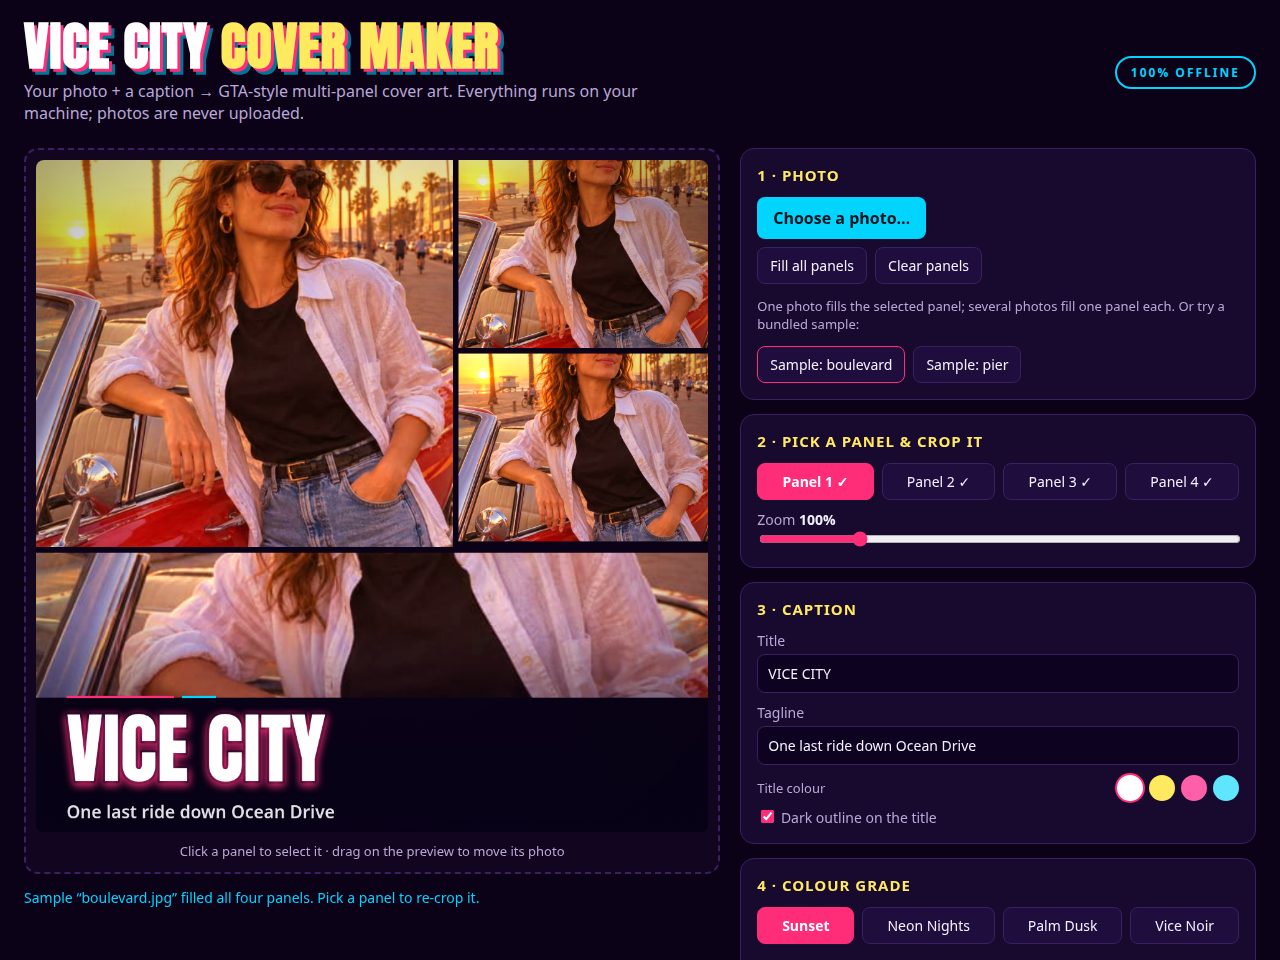 VICE CITY COVER MAKER
Your photo + a caption → GTA-style multi-panel cover art. Everything runs on your
machine; photos are never uploaded.
100% OFFLINE
VICE CITY
One last ride down Ocean Drive
Click a panel to select it · drag on the preview to move its photo
Sample “boulevard.jpg” filled all four panels. Pick a panel to re-crop it.
1 · PHOTO
Choose a photo…
Fill all panels
Clear panels
One photo fills the selected panel; several photos fill one panel each. Or try a
bundled sample:
Sample: boulevard
Sample: pier
2 · PICK A PANEL & CROP IT
Panel 1 ✓
Panel 2 ✓
Panel 3 ✓
Panel 4 ✓
Zoom 100%
3 · CAPTION
Title
VICE CITY
Tagline
One last ride down Ocean Drive
Title colour
Dark outline on the title
4 · COLOUR GRADE
Sunset
Neon Nights
Palm Dusk
Vice Noir